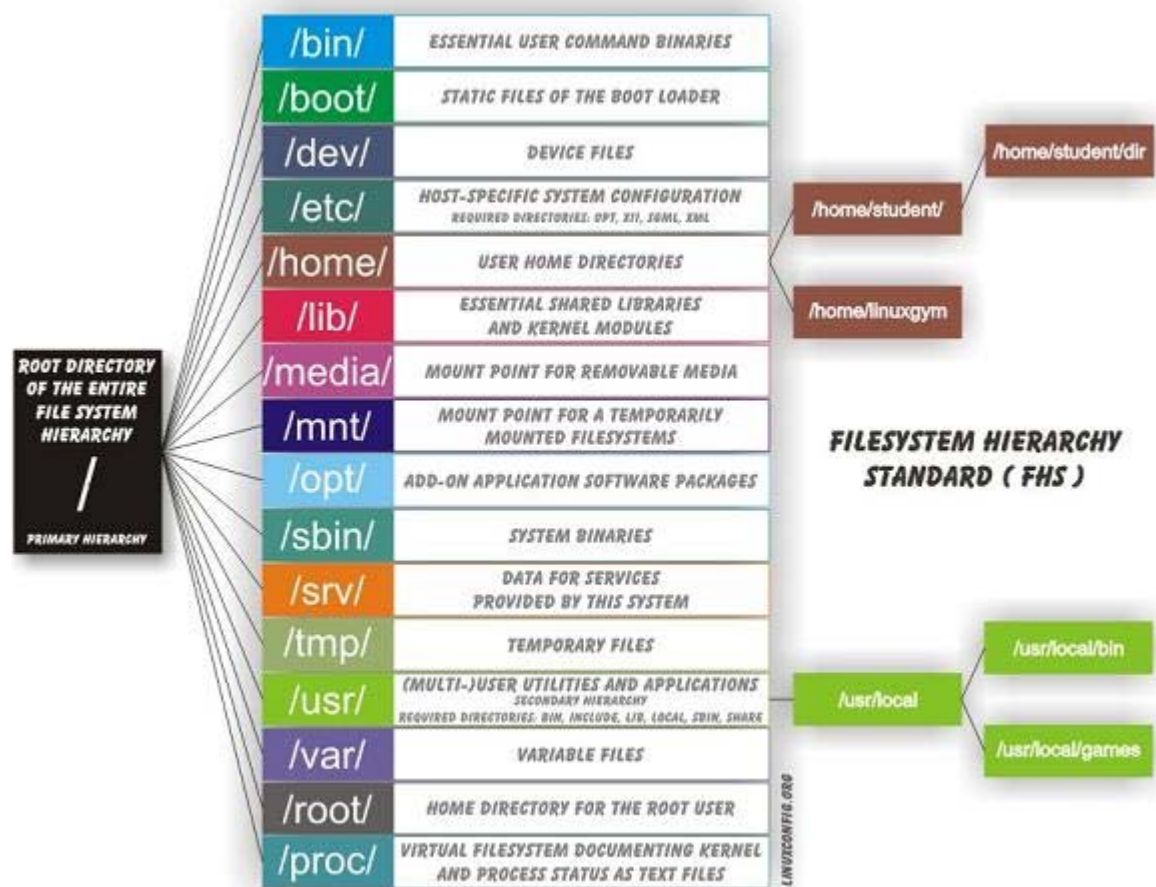 ROOT DIRECTORY
OF THE ENTIRE
FILE SYSTEM
HIERARCHY
/
PRIMARY HIERARCHY
/bin/
ESSENTIAL USER COMMAND BINARIES
/boot/
STATIC FILES OF THE BOOT LOADER
/dev/
DEVICE FILES
/etc/
HOST-SPECIFIC SYSTEM CONFIGURATION
REQUIRED DIRECTORIES: OPT, X11, SGML, XML
/home/
USER HOME DIRECTORIES
/lib/
ESSENTIAL SHARED LIBRARIES
AND KERNEL MODULES
/media/
MOUNT POINT FOR REMOVABLE MEDIA
/mnt/
MOUNT POINT FOR A TEMPORARILY
MOUNTED FILESYSTEMS
/opt/
ADD-ON APPLICATION SOFTWARE PACKAGES
/sbin/
SYSTEM BINARIES
/srv/
DATA FOR SERVICES
PROVIDED BY THIS SYSTEM
/tmp/
TEMPORARY FILES
/usr/
(MULTI-)USER UTILITIES AND APPLICATIONS
SECONDARY HIERARCHY
REQUIRED DIRECTORIES: BIN, INCLUDE, LIB, LOCAL, SBIN, SHARE
/var/
VARIABLE FILES
/root/
HOME DIRECTORY FOR THE ROOT USER
/proc/
VIRTUAL FILESYSTEM DOCUMENTING KERNEL
AND PROCESS STATUS AS TEXT FILES
/home/student/
/home/student/dir
/home/linuxgym
FILESYSTEM HIERARCHY
STANDARD ( FHS )
/usr/local
/usr/local/bin
/usr/local/games
LINUXCONFIG.ORG